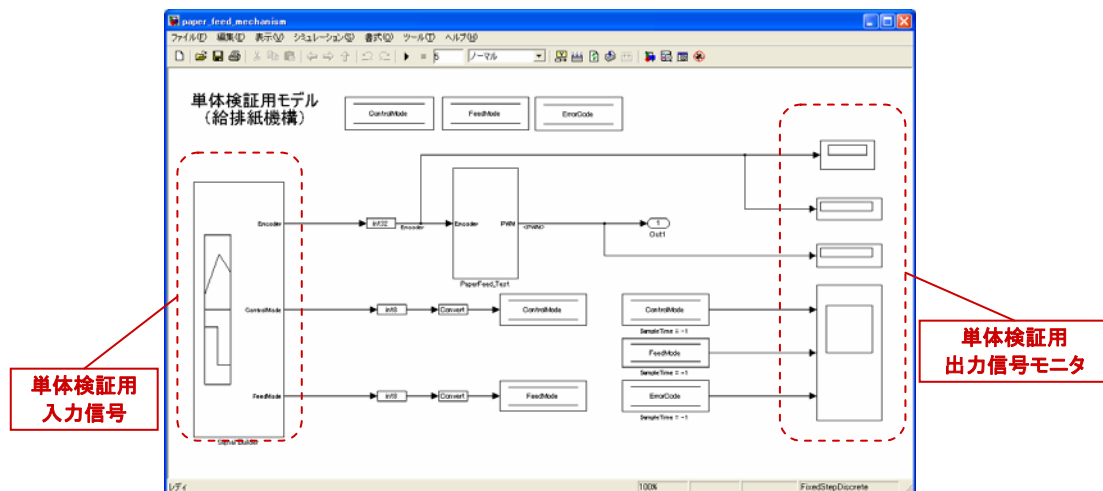 paper_feed_mechanism
ファイル(F) 編集(E) 表示(V) シミュレーション(S) 書式(O) ツール(T) ヘルプ(H)
5 ノーマル
単体検証用モデル
(給排紙機構)
ControlMode FeedMode ErrorCode
Encoder int32 Encoder Encoder PWM <PWM> 1
Out1
PaperFeed_Test
ControlMode int8 Convert ControlMode ControlMode
SampleTime = -1
FeedMode
SampleTime = -1
FeedMode int8 Convert FeedMode ErrorCode
SampleTime = -1
Signal Builder
単体検証用
入力信号
単体検証用
出力信号モニタ
レディ 100% FixedStepDiscrete